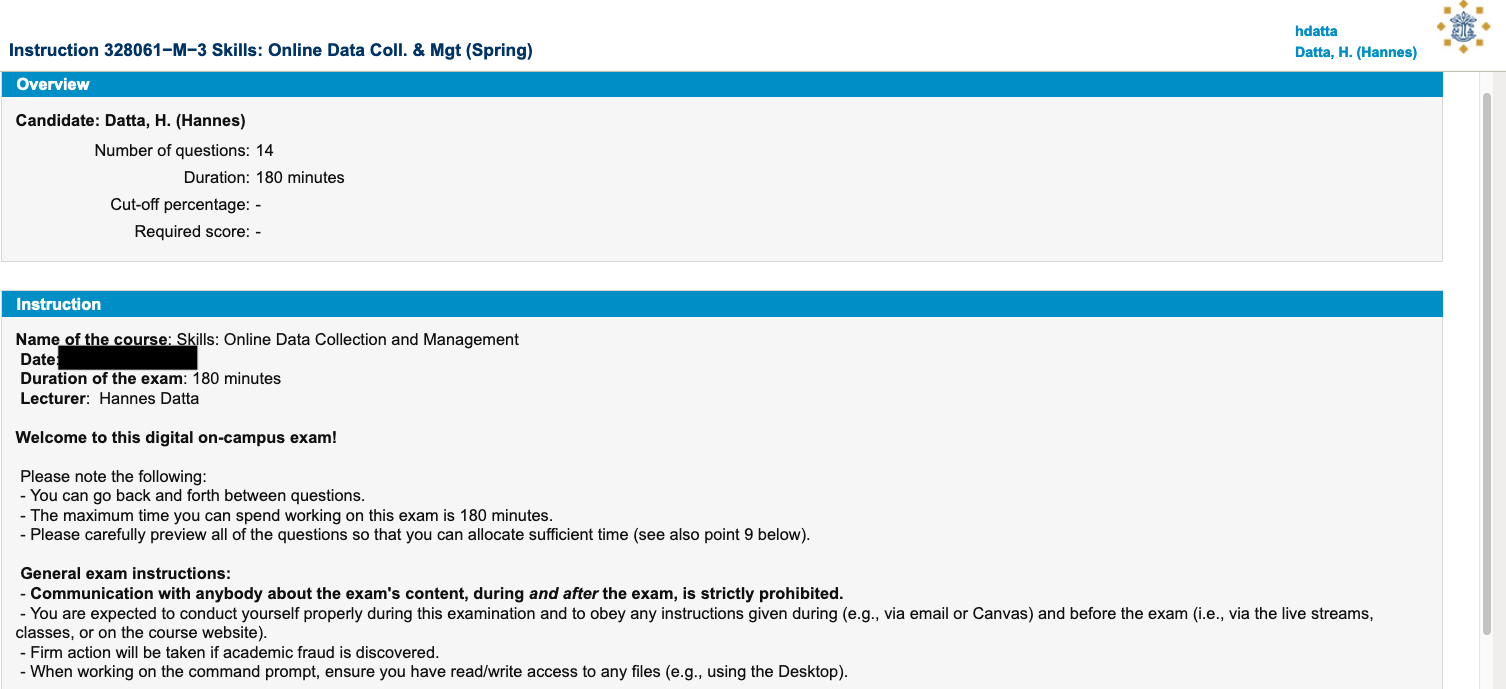 hdatta
Instruction 328061−M−3 Skills: Online Data Coll. & Mgt (Spring)
Datta, H. (Hannes)
Overview
Candidate: Datta, H. (Hannes)
Number of questions: 14
Duration: 180 minutes
Cut-off percentage: -
Required score: -
Instruction
Name of the course: Skills: Online Data Collection and Management
Date:
Duration of the exam: 180 minutes
Lecturer: Hannes Datta
Welcome to this digital on-campus exam!
Please note the following:
- You can go back and forth between questions.
- The maximum time you can spend working on this exam is 180 minutes.
- Please carefully preview all of the questions so that you can allocate sufficient time (see also point 9 below).
General exam instructions:
- Communication with anybody about the exam's content, during and after the exam, is strictly prohibited.
- You are expected to conduct yourself properly during this examination and to obey any instructions given during (e.g., via email or Canvas) and before the exam (i.e., via the live streams,
classes, or on the course website).
- Firm action will be taken if academic fraud is discovered.
- When working on the command prompt, ensure you have read/write access to any files (e.g., using the Desktop).